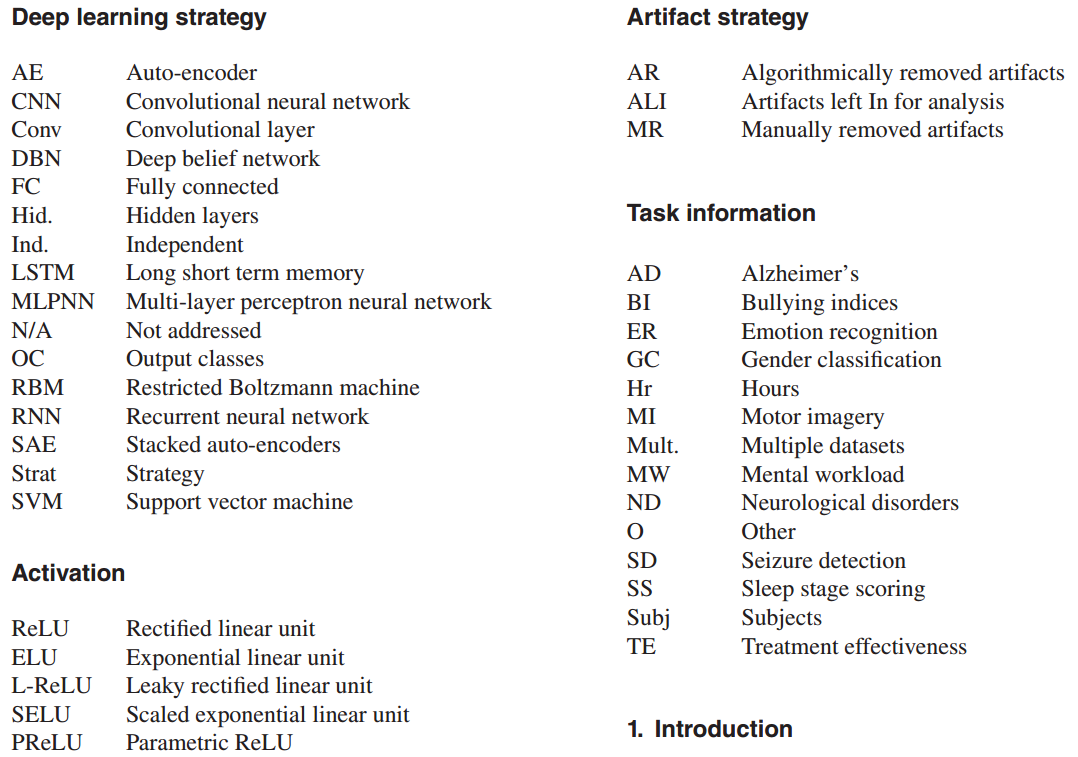 Deep learning strategy
AE Auto-encoder
CNN Convolutional neural network
Conv Convolutional layer
DBN Deep belief network
FC Fully connected
Hid. Hidden layers
Ind. Independent
LSTM Long short term memory
MLPNN Multi-layer perceptron neural network
N/A Not addressed
OC Output classes
RBM Restricted Boltzmann machine
RNN Recurrent neural network
SAE Stacked auto-encoders
Strat Strategy
SVM Support vector machine
Activation
ReLU Rectified linear unit
ELU Exponential linear unit
L-ReLU Leaky rectified linear unit
SELU Scaled exponential linear unit
PReLU Parametric ReLU
Artifact strategy
AR Algorithmically removed artifacts
ALI Artifacts left In for analysis
MR Manually removed artifacts
Task information
AD Alzheimer's
BI Bullying indices
ER Emotion recognition
GC Gender classification
Hr Hours
MI Motor imagery
Mult. Multiple datasets
MW Mental workload
ND Neurological disorders
O Other
SD Seizure detection
SS Sleep stage scoring
Subj Subjects
TE Treatment effectiveness
1. Introduction